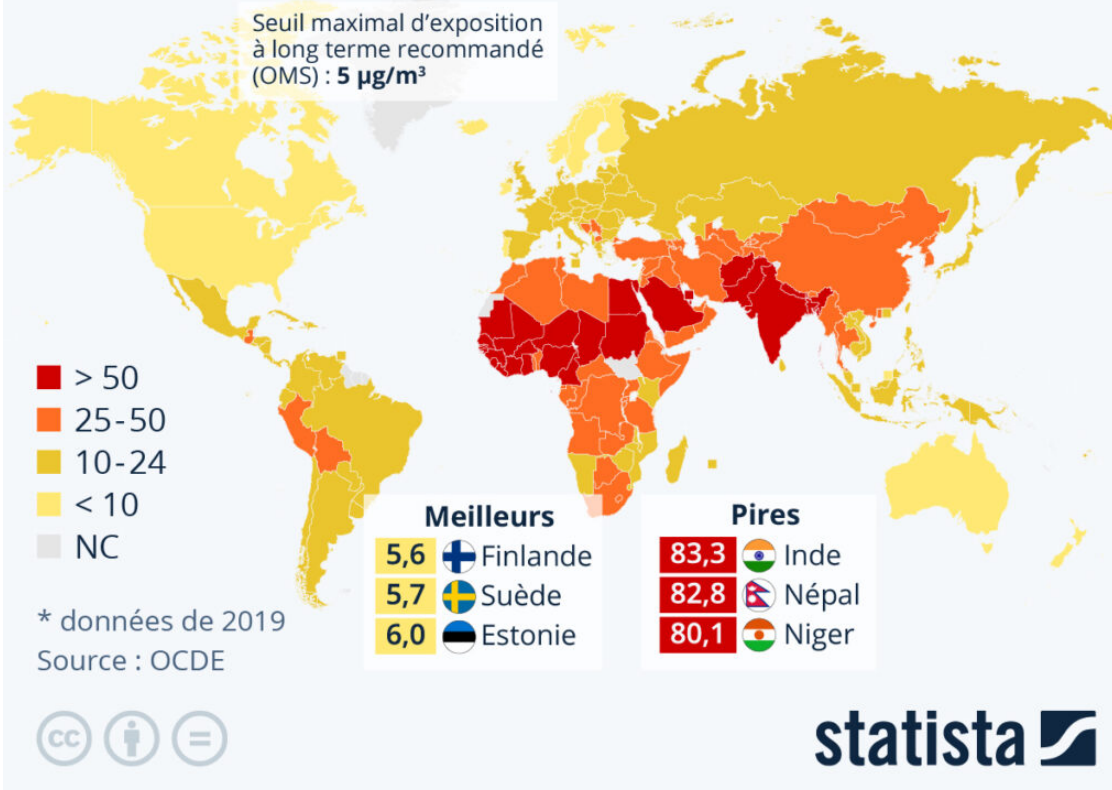 Seuil maximal d’exposition
à long terme recommandé
(OMS) : 5 µg/m³
> 50
25-50
10-24
< 10
NC
* données de 2019
Source : OCDE
Meilleurs
5,6 Finlande
5,7 Suède
6,0 Estonie
Pires
83,3 Inde
82,8 Népal
80,1 Niger
cc
statista